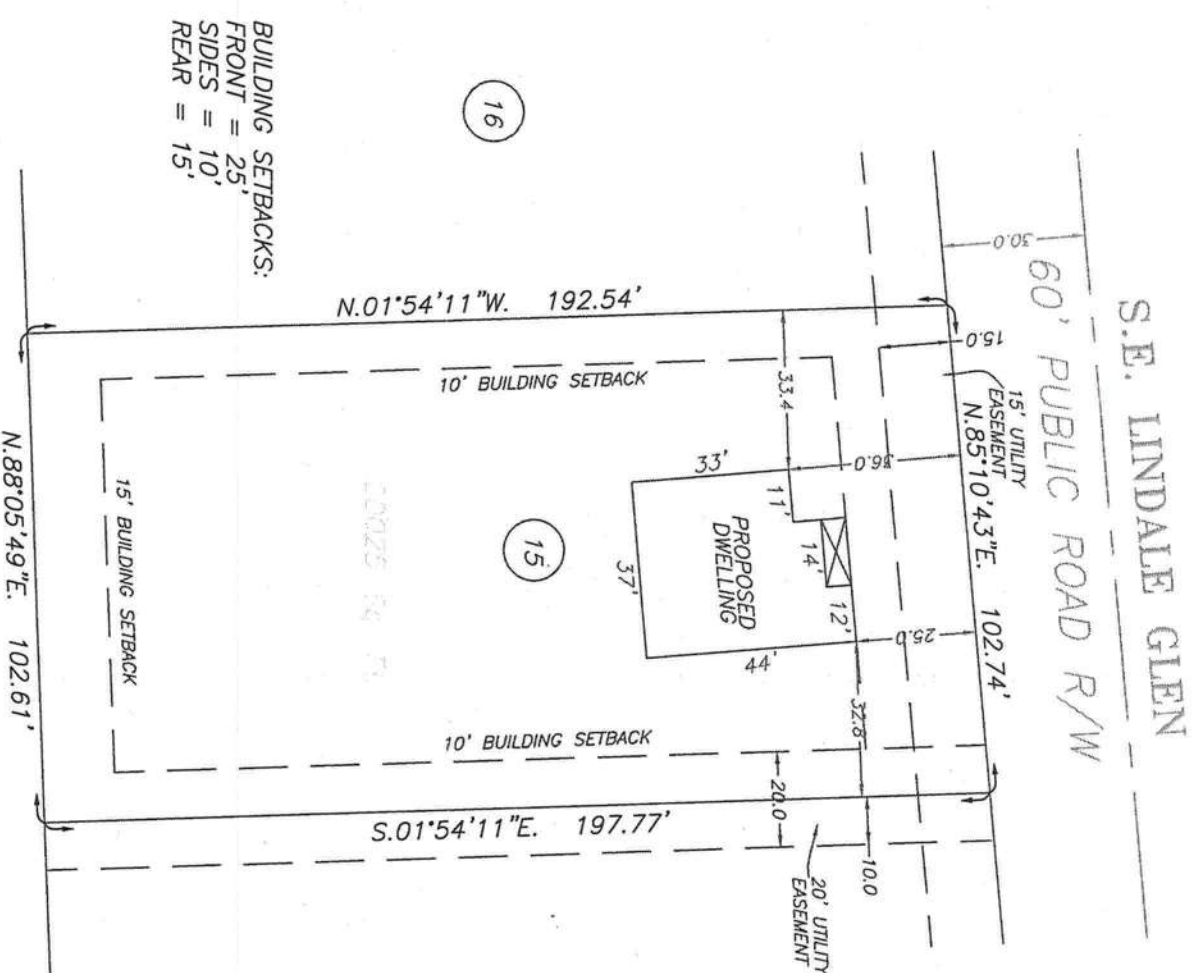 S.E. LINDALE GLEN
60' PUBLIC ROAD R/W
30.0
15.0
15' UTILITY
EASEMENT
N.85°10'43"E. 102.74'
16
BUILDING SETBACKS:
FRONT = 25'
SIDES = 10'
REAR = 15'
N.01°54'11"W. 192.54'
10' BUILDING SETBACK
33.4
36.0
33'
11'
14'
12'
25.0
PROPOSED
DWELLING
15
37'
44'
32.8
15' BUILDING SETBACK
10' BUILDING SETBACK
20.0
10.0
20' UTILITY
EASEMENT
S.01°54'11"E. 197.77'
N.88°05'49"E. 102.61'